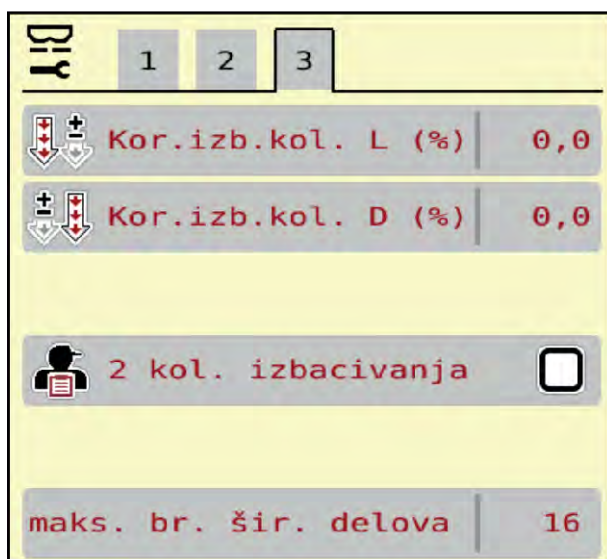 1 2 3
Kor.izb.kol. L (%) 0,0
Kor.izb.kol. D (%) 0,0
2 kol. izbacivanja
maks. br. šir. delova 16